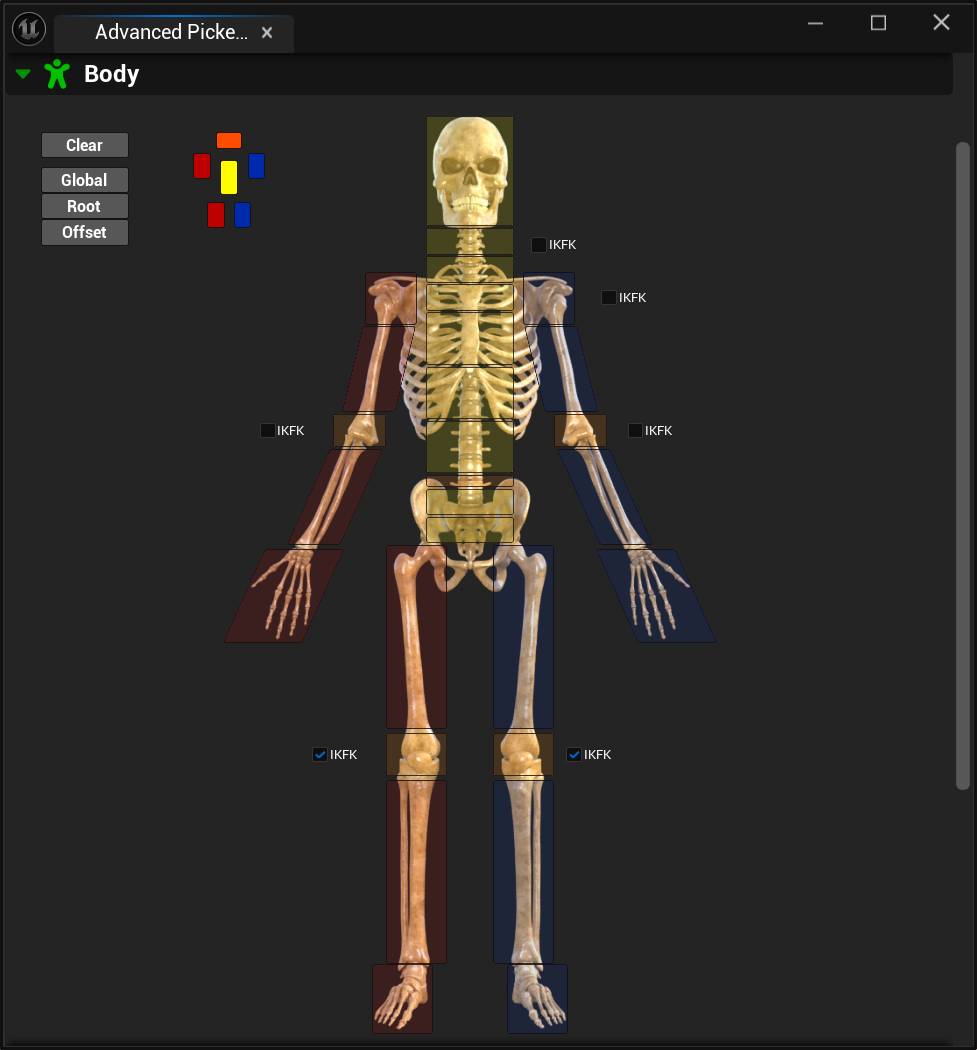 Advanced Picke...
Body
Clear
Global
Root
Offset
IKFK
IKFK
IKFK
IKFK
IKFK
IKFK